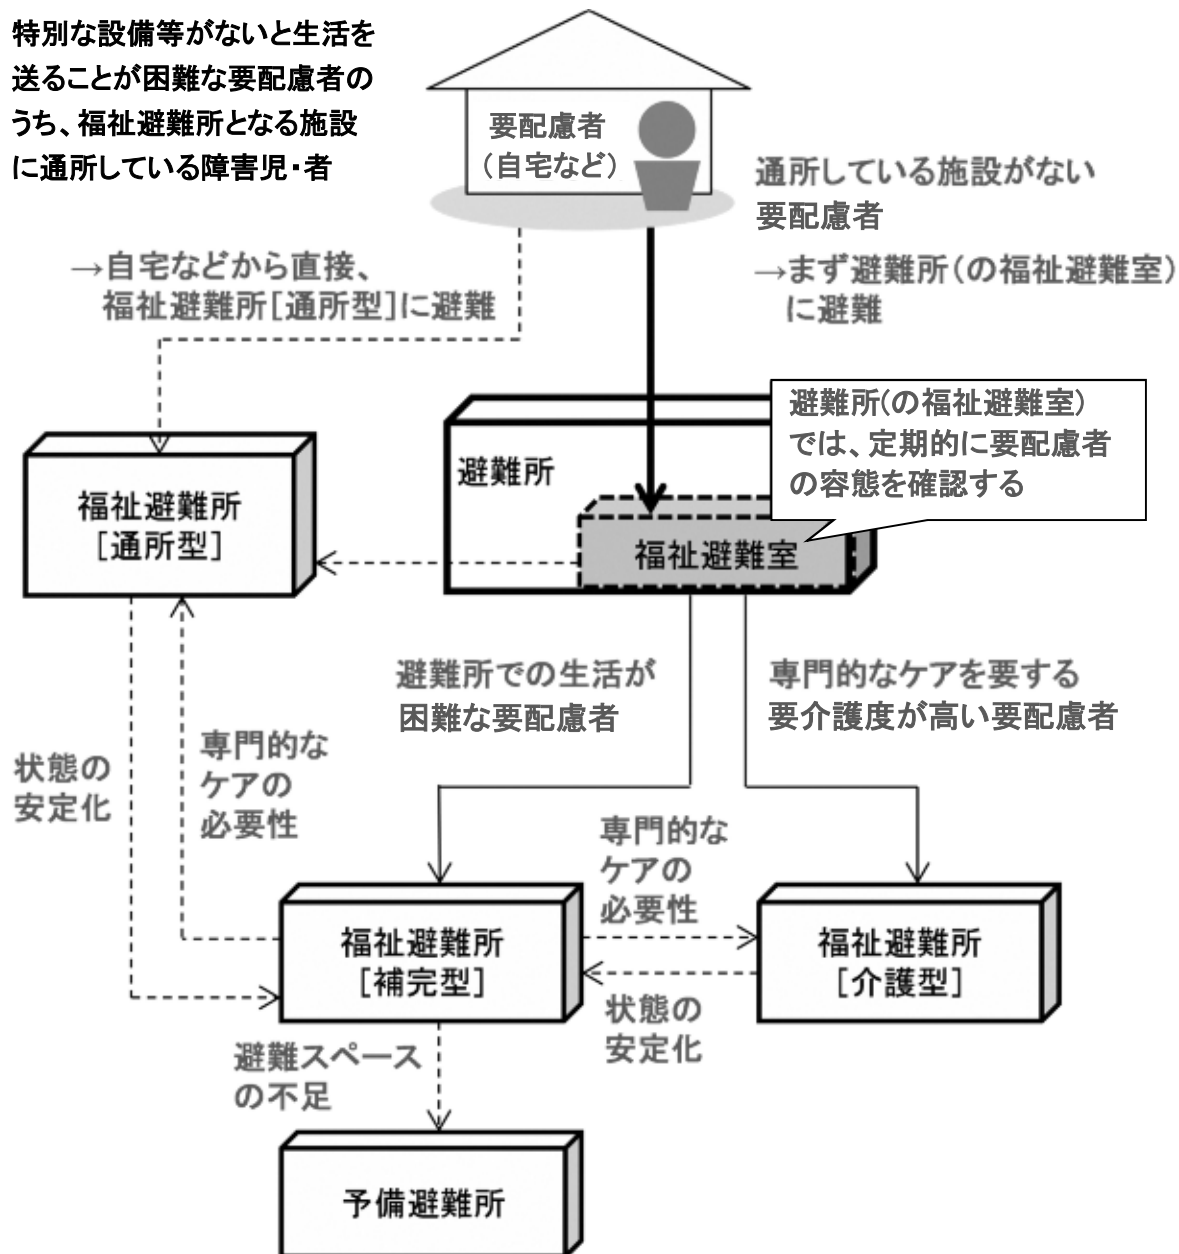 特別な設備等がないと生活を
送ることが困難な要配慮者の
うち、福祉避難所となる施設
に通所している障害児・者
要配慮者
（自宅など）
通所している施設がない
要配慮者
→まず避難所（の福祉避難室）
に避難
→自宅などから直接、
福祉避難所［通所型］に避難
避難所(の福祉避難室）
では、定期的に要配慮者
の容態を確認する
避難所
福祉避難室
福祉避難所
［通所型］
避難所での生活が
困難な要配慮者
専門的なケアを要する
要介護度が高い要配慮者
状態の
安定化
専門的な
ケアの
必要性
専門的な
ケアの
必要性
福祉避難所
［補完型］
福祉避難所
［介護型］
状態の
安定化
避難スペース
の不足
予備避難所